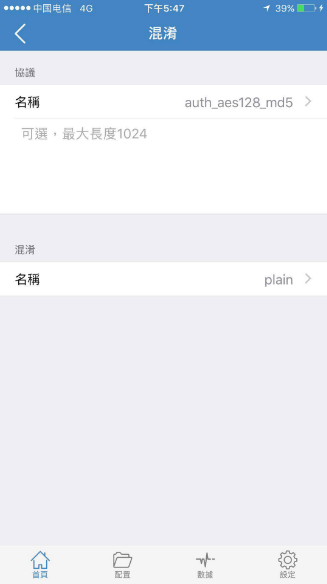 中国电信 4G 下午5:47 39%
混淆
協議
名稱 auth_aes128_md5
可選，最大長度1024
混淆
名稱 plain
首頁 配置 數據 設定